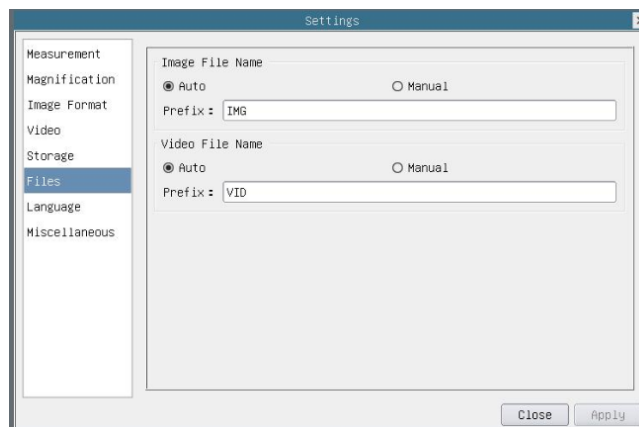 Settings
Measurement
Magnification
Image Format
Video
Storage
Files
Language
Miscellaneous
Image File Name
Auto
Manual
Prefix: IMG
Video File Name
Auto
Manual
Prefix: VID
Close
Apply